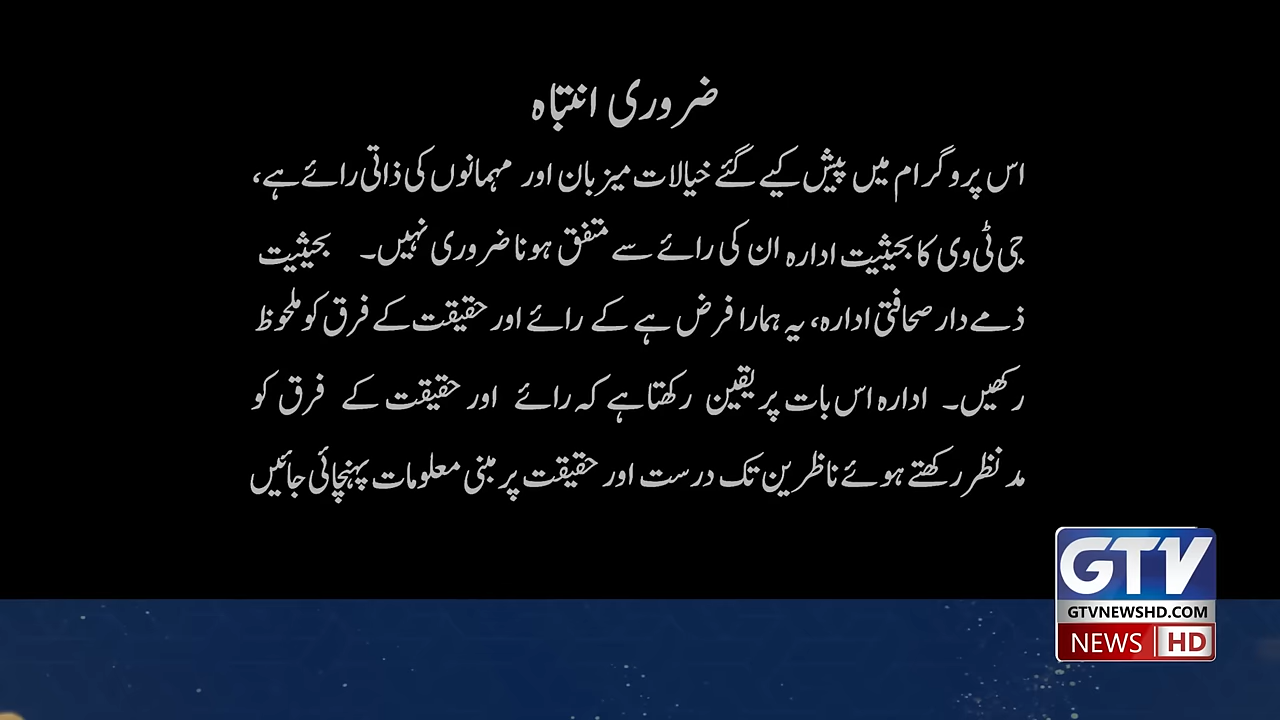 ضروری انتباہ
اس پروگرام میں پیش کیے گئے خیالات میزبان اور مہمانوں کی ذاتی رائے ہے،
جی ٹی وی کا بحیثیت ادارہ ان کی رائے سے متفق ہونا ضروری نہیں۔ بحیثیت
ذمے دار صحافتی ادارہ، یہ ہمارا فرض ہے کے رائے اور حقیقت کے فرق کو ملحوظ
رکھیں۔ ادارہ اس بات پر یقین رکھتا ہے کہ رائے اور حقیقت کے فرق کو
مد نظر رکھتے ہوئے ناظرین تک درست اور حقیقت پر مبنی معلومات پہنچائی جائیں
GTV
GTVNEWSHD.COM
NEWS HD